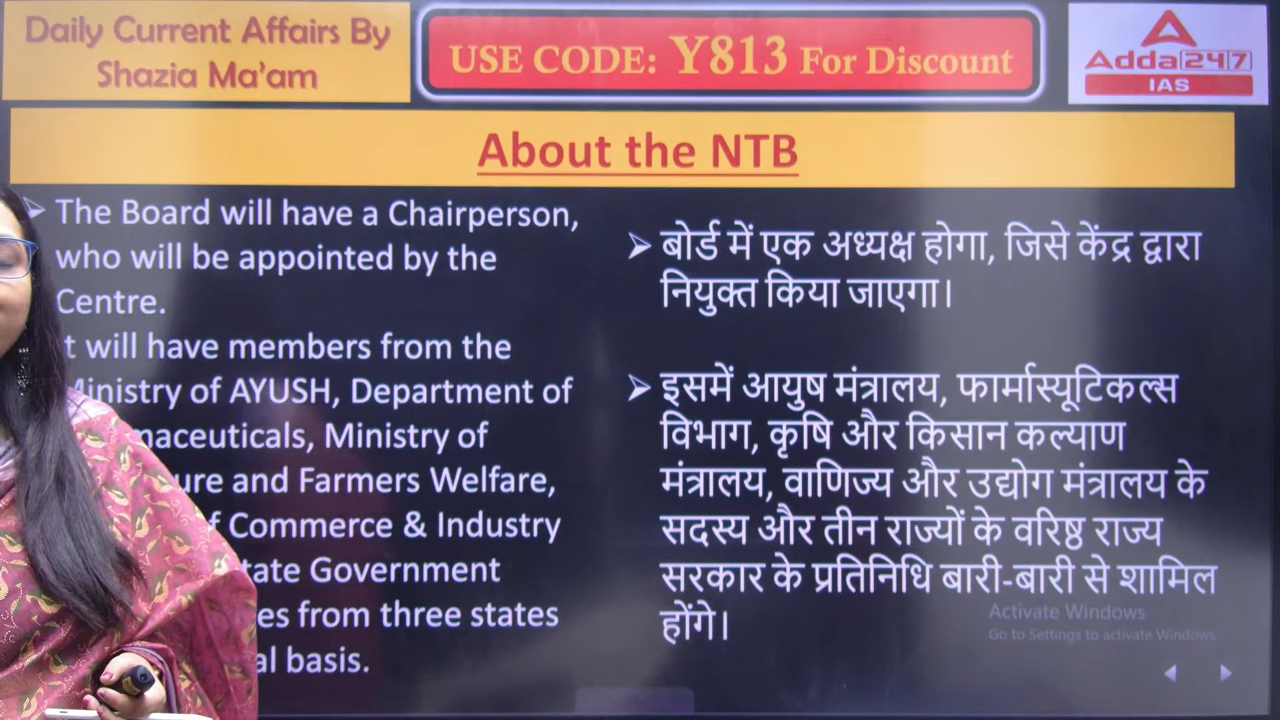 Daily Current Affairs By
Shazia Ma'am
USE CODE: Y813 For Discount
Adda247
IAS
About the NTB
➢ The Board will have a Chairperson,
who will be appointed by the
Centre.
t will have members from the
Ministry of AYUSH, Department of
maceuticals, Ministry of
ure and Farmers Welfare,
f Commerce & Industry
tate Government
es from three states
al basis.
➢ बोर्ड में एक अध्यक्ष होगा, जिसे केंद्र द्वारा
नियुक्त किया जाएगा।
➢ इसमें आयुष मंत्रालय, फार्मास्यूटिकल्स
विभाग, कृषि और किसान कल्याण
मंत्रालय, वाणिज्य और उद्योग मंत्रालय के
सदस्य और तीन राज्यों के वरिष्ठ राज्य
सरकार के प्रतिनिधि बारी-बारी से शामिल
होंगे।
Activate Windows
Go to Settings to activate Windows